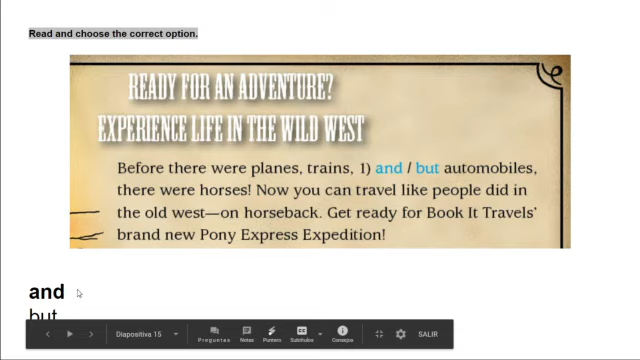 Read and choose the correct option.
READY FOR AN ADVENTURE?
EXPERIENCE LIFE IN THE WILD WEST
Before there were planes, trains, 1) and / but automobiles,
there were horses! Now you can travel like people did in
the old west—on horseback. Get ready for Book It Travels'
brand new Pony Express Expedition!
and
but
Diapositiva 15
Preguntas
Notas
Puntero
Subtítulos
Consejos
SALIR